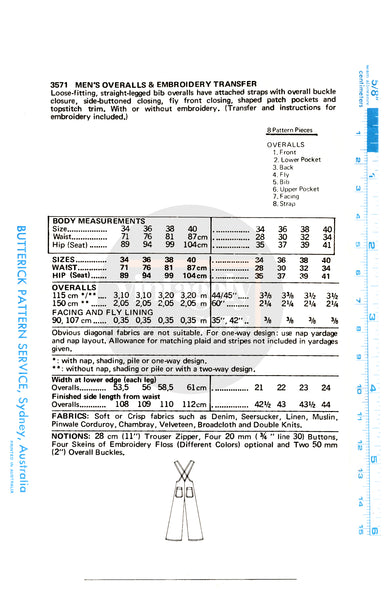 3571 MEN'S OVERALLS & EMBROIDERY TRANSFER
Loose-fitting, straight-legged bib overalls have attached straps with overall buckle
closure, side-buttoned closing, fly front closing, shaped patch pockets and
topstitch trim. With or without embroidery. (Transfer and instructions for
embroidery included.)
8 Pattern Pieces
OVERALLS
1. Front
2. Lower Pocket
3. Back
4. Fly
5. Bib
6. Upper Pocket
7. Facing
8. Strap
BODY MEASUREMENTS
Size................ 34 36 38 40 ................ 34 36 38 40
Waist............... 71 76 81 87cm ................ 28 30 32 34
Hip (Seat) ....... 89 94 99 104cm ................ 35 37 39 41
SIZES................ 34 36 38 40 ................ 34 36 38 40
WAIST............... 71 76 81 87cm ................ 28 30 32 34
HIP (Seat)......... 89 94 99 104cm ................ 35 37 39 41
OVERALLS
115 cm */**.... 3,10 3,10 3,20 3,20 m 44/45".... 3⅜ 3⅜ 3½ 3½
150 cm ** ...... 2,05 2,05 2,05 2,05 m 60" ........ 2¼ 2¼ 2¼ 2¼
FACING AND FLY LINING
90, 107 cm ..... 0,35 0,35 0,35 0,35 m 35", 42" .. ⅜ ⅜ ⅜ ⅜
Obvious diagonal fabrics are not suitable. For one-way design: use nap yardage
and nap layout. Allowance for matching plaid and stripes not included in yardages
given.
*: with nap, shading, pile or one-way design.
**: without nap, shading or pile or with a two-way design.
Width at lower edge (each leg)
Overalls.......... 53,5 56 58,5 61cm ................ 21 22 23 24
Finished side length from waist
Overalls.......... 108 109 110 112cm ................ 42½ 43 43½ 44
FABRICS: Soft or Crisp fabrics such as Denim, Seersucker, Linen, Muslin,
Pinwale Corduroy, Chambray, Velveteen, Broadcloth and Double Knits.
NOTIONS: 28 cm (11") Trouser Zipper, Four 20 mm (¾ " line 30) Buttons,
Four Skeins of Embroidery Floss (Different Colors) optional and Two 50 mm
(2") Overall Buckles.
BUTTERICK PATTERN SERVICE, Sydney, Australia
PRINTED IN AUSTRALIA
5/8"
centimeters
1
2
3
4
5
6
15